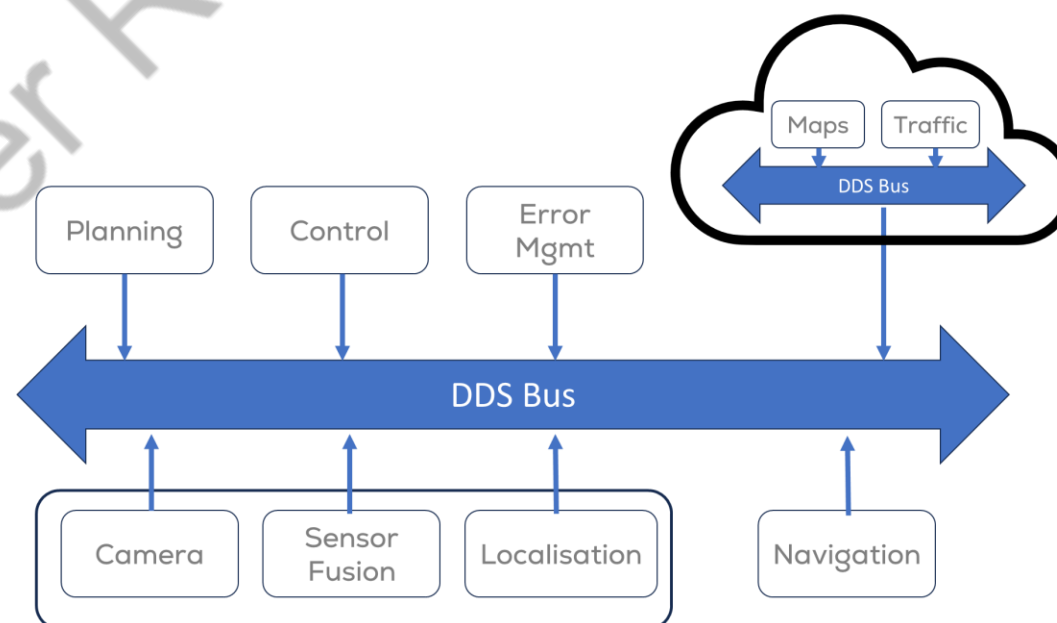 Maps
Traffic
DDS Bus
Planning
Control
Error
Mgmt
DDS Bus
Camera
Sensor
Fusion
Localisation
Navigation